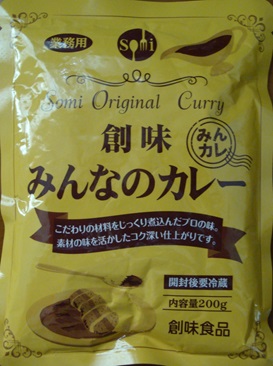 業務用
Somi
Somi Original Curry
創味
みんカレ
みんなのカレー
こだわりの材料をじっくり煮込んだプロの味。
素材の味を活かしたコク深い仕上がりです。
開封後要冷蔵
内容量200g
創味食品